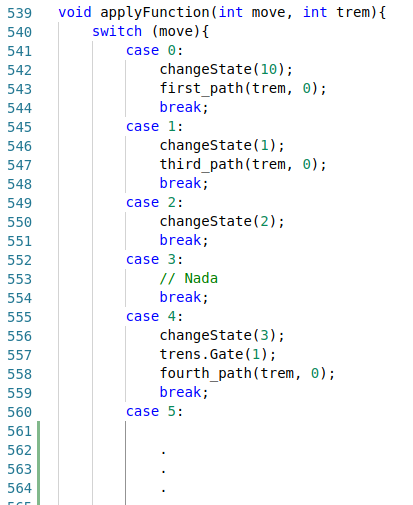 539 void applyFunction(int move, int trem){
540 switch (move){
541 case 0:
542 changeState(10);
543 first_path(trem, 0);
544 break;
545 case 1:
546 changeState(1);
547 third_path(trem, 0);
548 break;
549 case 2:
550 changeState(2);
551 break;
552 case 3:
553 // Nada
554 break;
555 case 4:
556 changeState(3);
557 trens.Gate(1);
558 fourth_path(trem, 0);
559 break;
560 case 5:
561
562 .
563 .
564 .
565